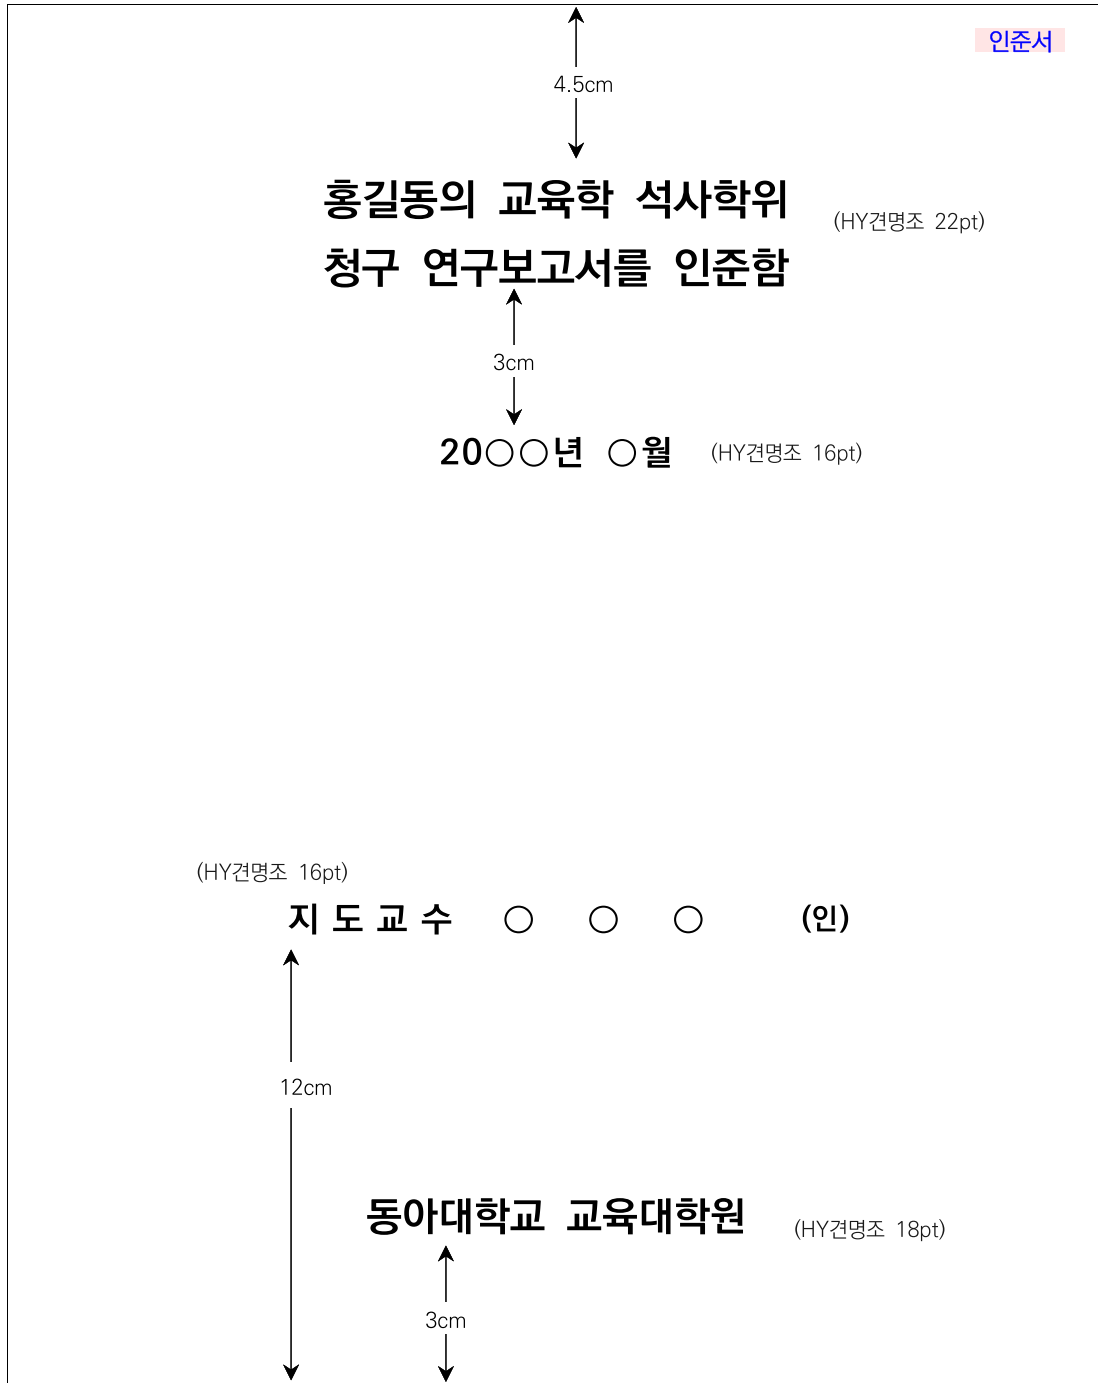 인준서
4.5cm
홍길동의 교육학 석사학위
(HY견명조 22pt)
청구 연구보고서를 인준함
3cm
20○○년 ○월 (HY견명조 16pt)
(HY견명조 16pt)
지 도 교 수 ○ ○ ○ (인)
12cm
동아대학교 교육대학원 (HY견명조 18pt)
3cm